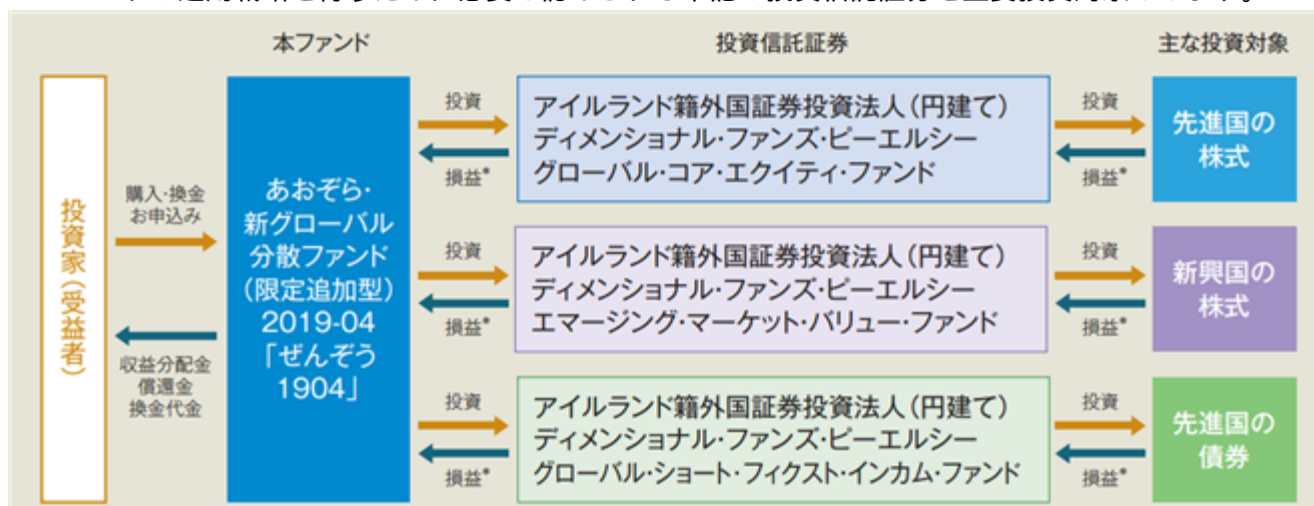 本ファンド
投資信託証券
主な投資対象
投資家(受益者)
購入・換金
お申込み
収益分配金
償還金
換金代金
あおぞら・
新グローバル
分散ファンド
(限定追加型)
2019-04
「ぜんぞう
1904」
投資
損益*
アイルランド籍外国証券投資法人(円建て)
ディメンショナル・ファンズ・ピーエルシー
グローバル・コア・エクイティ・ファンド
投資
損益*
先進国の
株式
投資
損益*
アイルランド籍外国証券投資法人(円建て)
ディメンショナル・ファンズ・ピーエルシー
エマージング・マーケット・バリュー・ファンド
投資
損益*
新興国の
株式
投資
損益*
アイルランド籍外国証券投資法人(円建て)
ディメンショナル・ファンズ・ピーエルシー
グローバル・ショート・フィクスト・インカム・ファンド
投資
損益*
先進国の
債券